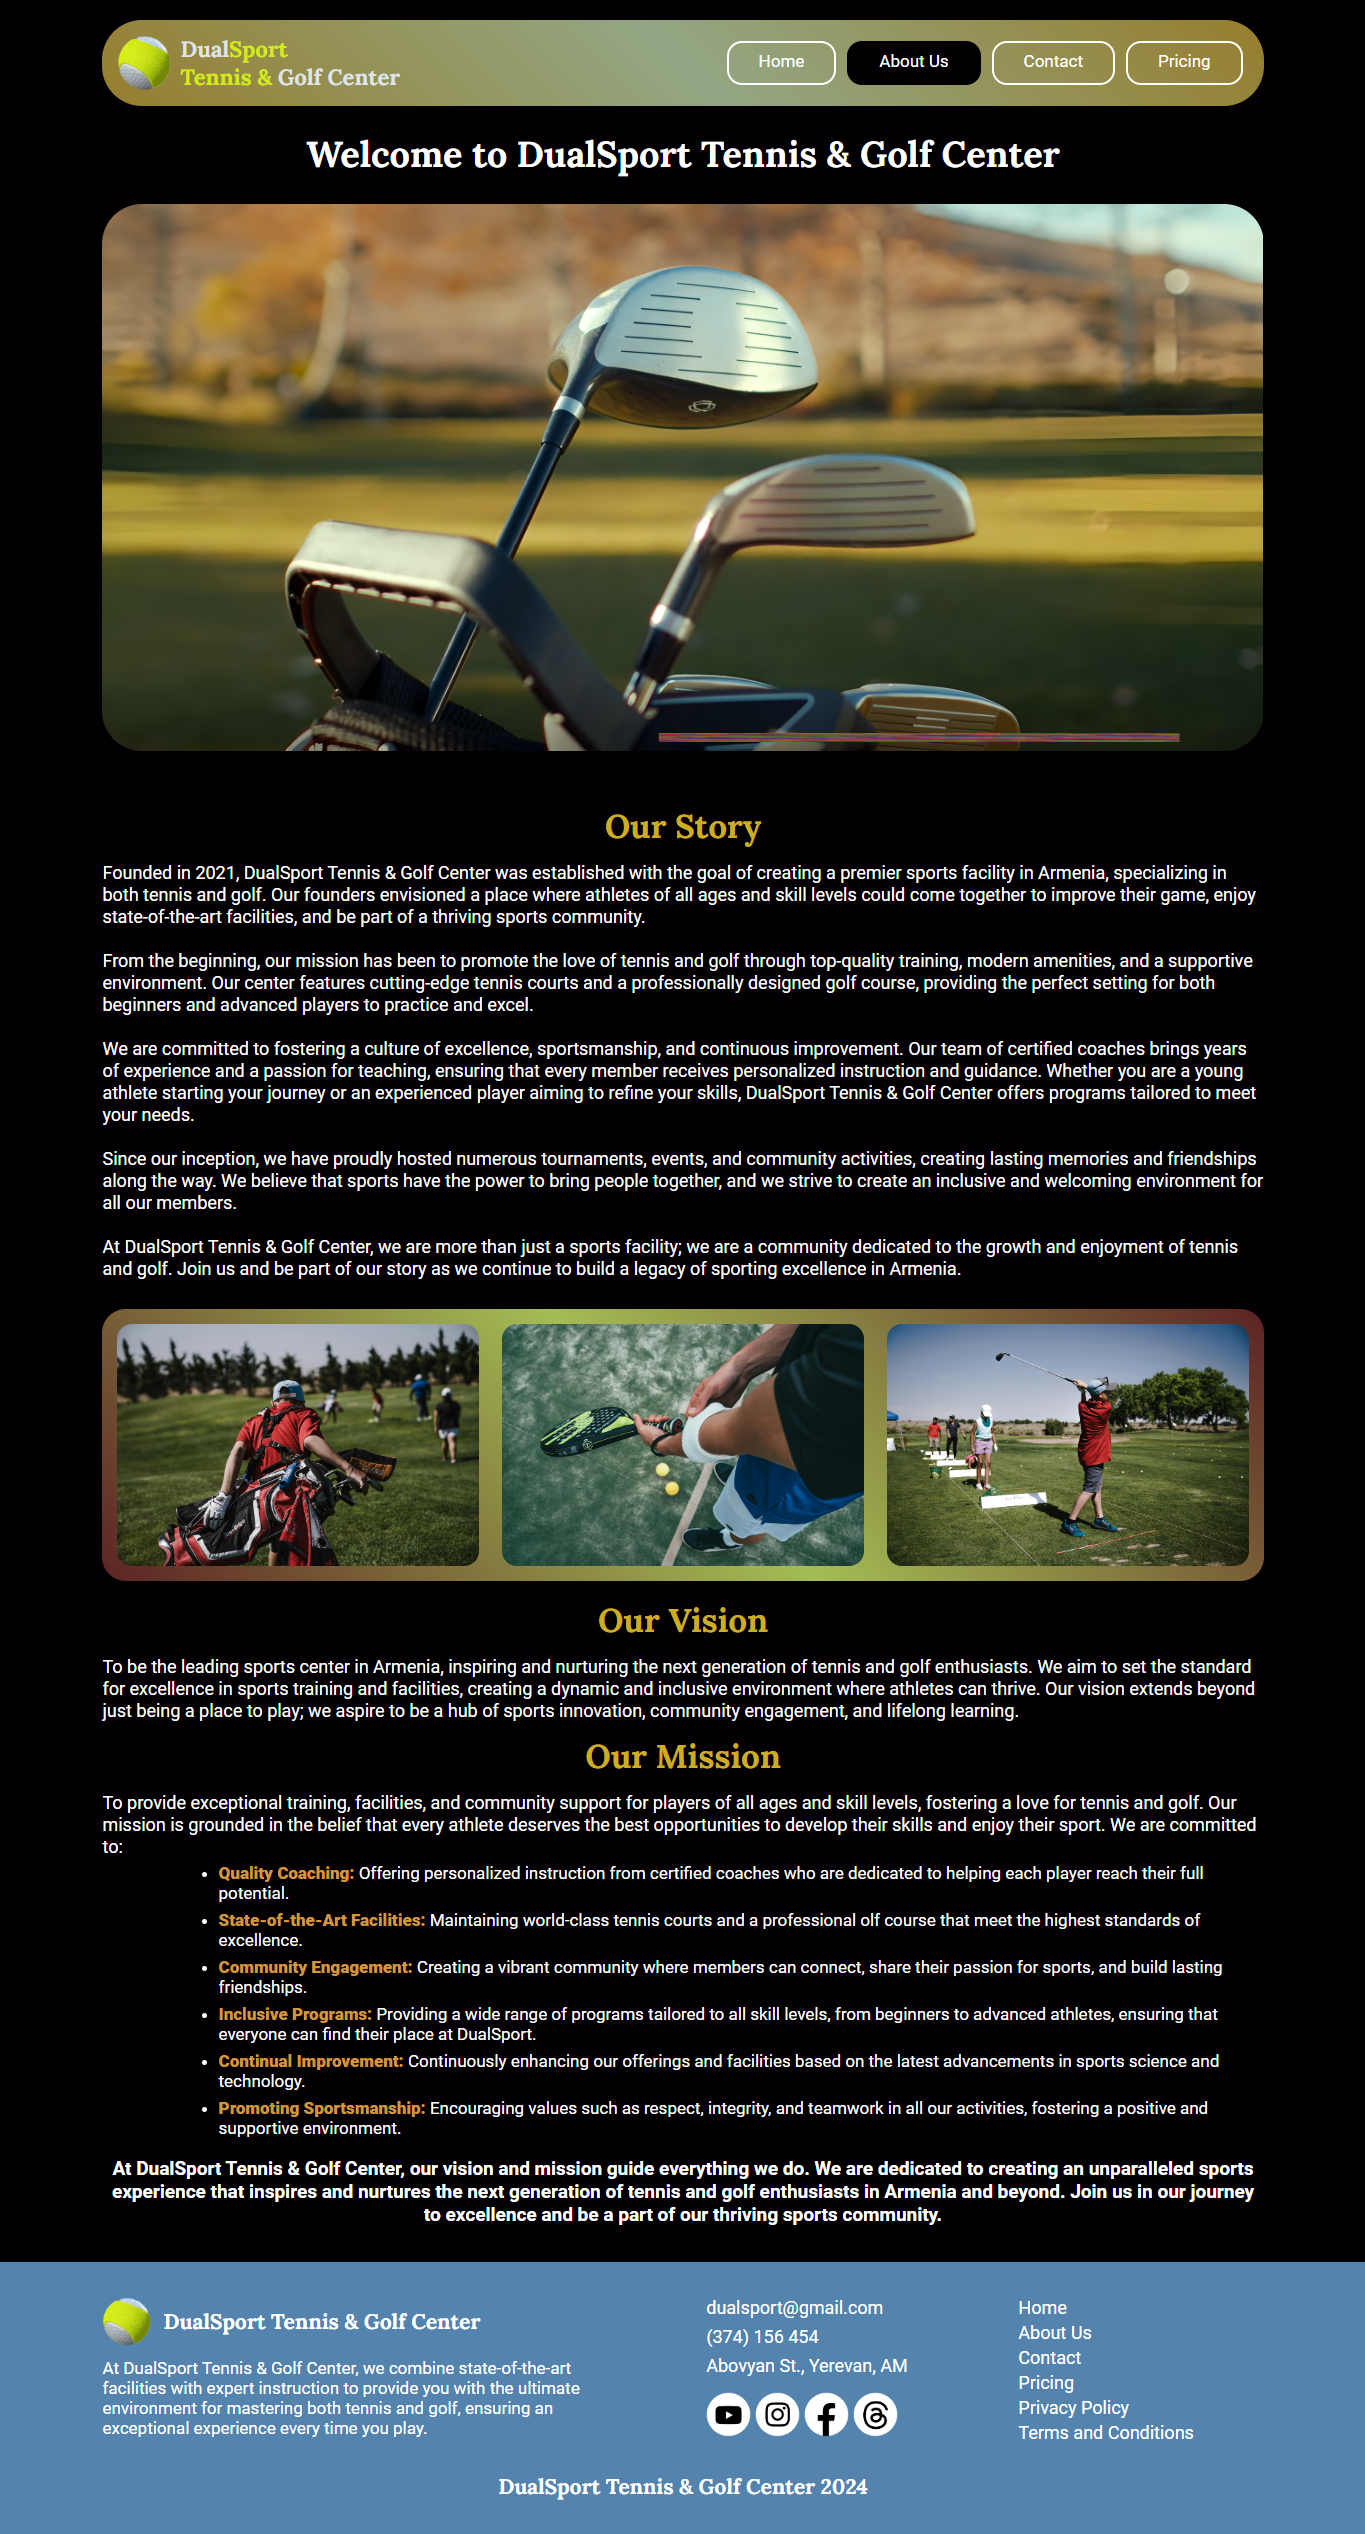 DualSport
Tennis & Golf Center
Home
About Us
Contact
Pricing
Welcome to DualSport Tennis & Golf Center
Our Story
Founded in 2021, DualSport Tennis & Golf Center was established with the goal of creating a premier sports facility in Armenia, specializing in
both tennis and golf. Our founders envisioned a place where athletes of all ages and skill levels could come together to improve their game, enjoy
state-of-the-art facilities, and be part of a thriving sports community.
From the beginning, our mission has been to promote the love of tennis and golf through top-quality training, modern amenities, and a supportive
environment. Our center features cutting-edge tennis courts and a professionally designed golf course, providing the perfect setting for both
beginners and advanced players to practice and excel.
We are committed to fostering a culture of excellence, sportsmanship, and continuous improvement. Our team of certified coaches brings years
of experience and a passion for teaching, ensuring that every member receives personalized instruction and guidance. Whether you are a young
athlete starting your journey or an experienced player aiming to refine your skills, DualSport Tennis & Golf Center offers programs tailored to meet
your needs.
Since our inception, we have proudly hosted numerous tournaments, events, and community activities, creating lasting memories and friendships
along the way. We believe that sports have the power to bring people together, and we strive to create an inclusive and welcoming environment for
all our members.
At DualSport Tennis & Golf Center, we are more than just a sports facility; we are a community dedicated to the growth and enjoyment of tennis
and golf. Join us and be part of our story as we continue to build a legacy of sporting excellence in Armenia.
Our Vision
To be the leading sports center in Armenia, inspiring and nurturing the next generation of tennis and golf enthusiasts. We aim to set the standard
for excellence in sports training and facilities, creating a dynamic and inclusive environment where athletes can thrive. Our vision extends beyond
just being a place to play; we aspire to be a hub of sports innovation, community engagement, and lifelong learning.
Our Mission
To provide exceptional training, facilities, and community support for players of all ages and skill levels, fostering a love for tennis and golf. Our
mission is grounded in the belief that every athlete deserves the best opportunities to develop their skills and enjoy their sport. We are committed
to:
• Quality Coaching: Offering personalized instruction from certified coaches who are dedicated to helping each player reach their full
potential.
• State-of-the-Art Facilities: Maintaining world-class tennis courts and a professional olf course that meet the highest standards of
excellence.
• Community Engagement: Creating a vibrant community where members can connect, share their passion for sports, and build lasting
friendships.
• Inclusive Programs: Providing a wide range of programs tailored to all skill levels, from beginners to advanced athletes, ensuring that
everyone can find their place at DualSport.
• Continual Improvement: Continuously enhancing our offerings and facilities based on the latest advancements in sports science and
technology.
• Promoting Sportsmanship: Encouraging values such as respect, integrity, and teamwork in all our activities, fostering a positive and
supportive environment.
At DualSport Tennis & Golf Center, our vision and mission guide everything we do. We are dedicated to creating an unparalleled sports
experience that inspires and nurtures the next generation of tennis and golf enthusiasts in Armenia and beyond. Join us in our journey
to excellence and be a part of our thriving sports community.
DualSport Tennis & Golf Center
At DualSport Tennis & Golf Center, we combine state-of-the-art
facilities with expert instruction to provide you with the ultimate
environment for mastering both tennis and golf, ensuring an
exceptional experience every time you play.
dualsport@gmail.com
(374) 156 454
Abovyan St., Yerevan, AM
Home
About Us
Contact
Pricing
Privacy Policy
Terms and Conditions
DualSport Tennis & Golf Center 2024